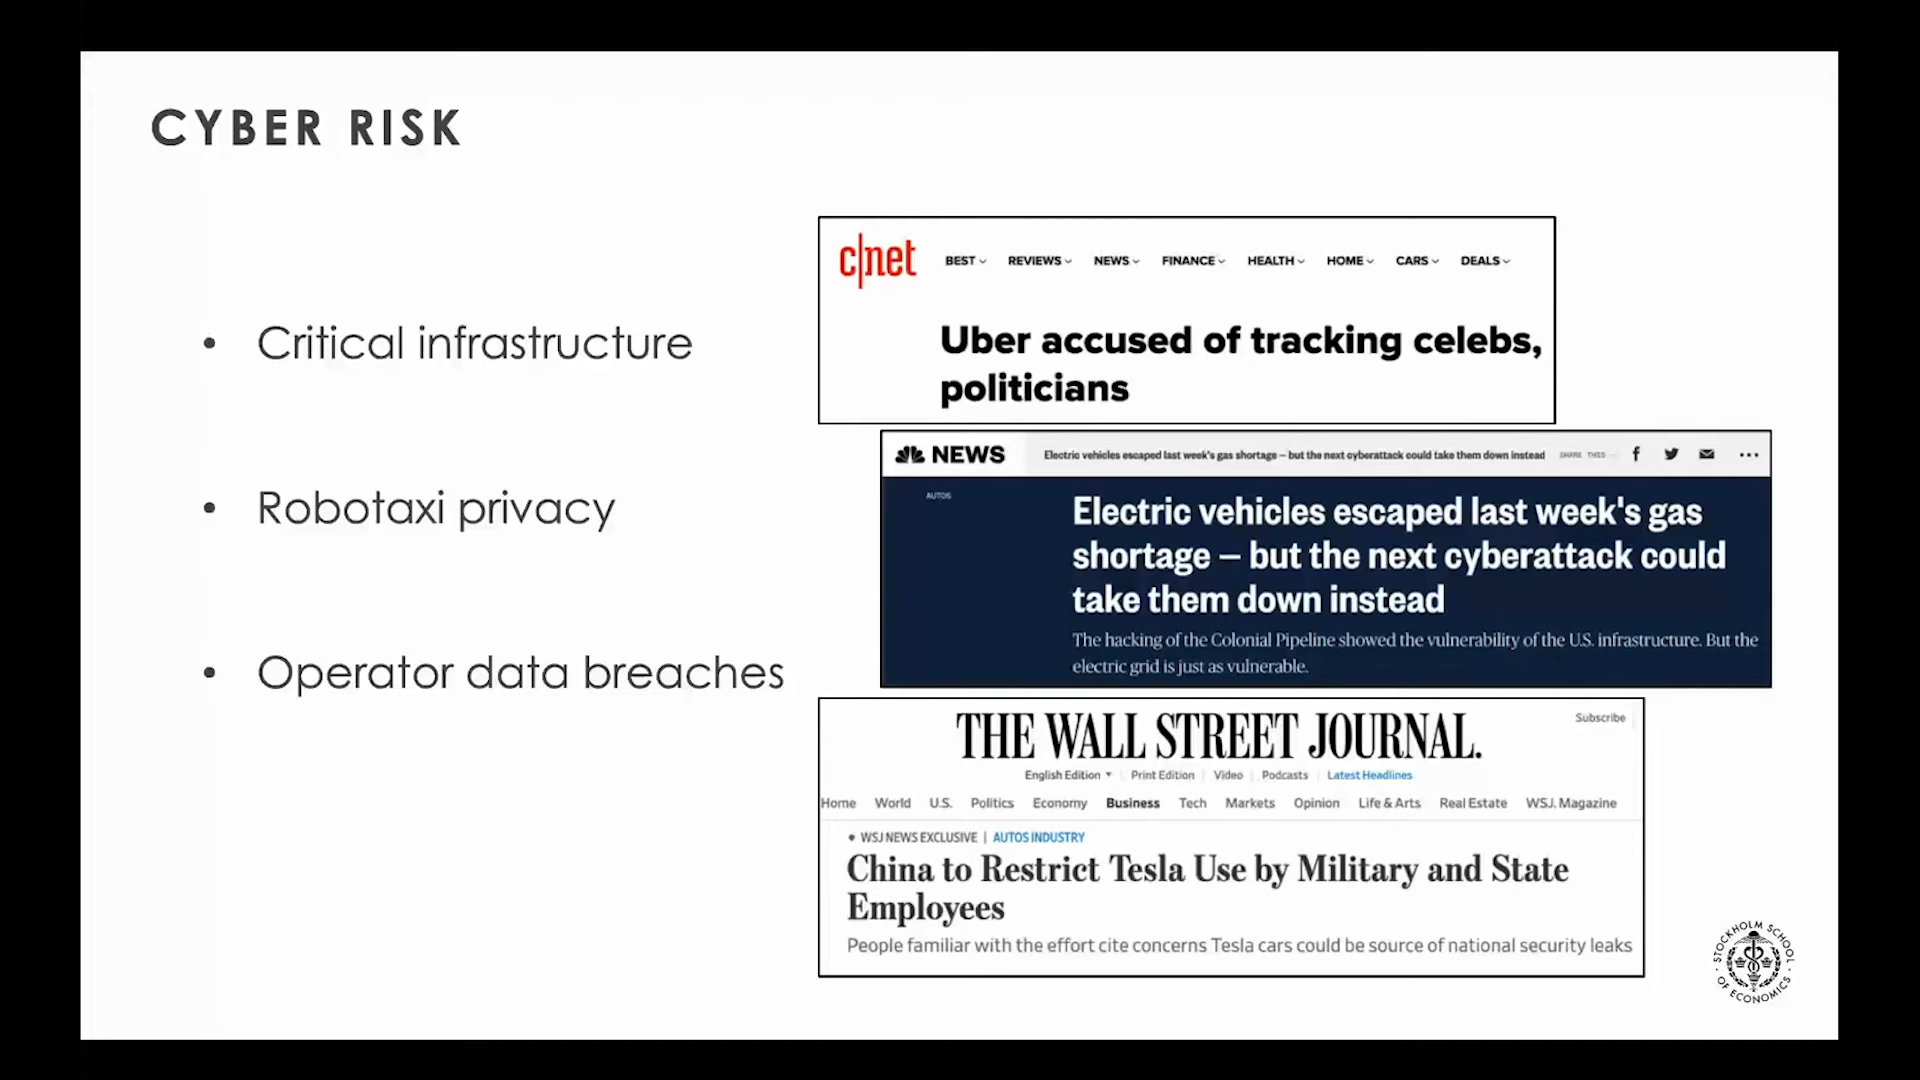 CYBER RISK
• Critical infrastructure
• Robotaxi privacy
• Operator data breaches
c|net BEST REVIEWS NEWS FINANCE HEALTH HOME CARS DEALS
Uber accused of tracking celebs,
politicians
NEWS Electric vehicles escaped last week's gas shortage – but the next cyberattack could take them down instead SHARE THIS —
AUTOS
Electric vehicles escaped last week's gas
shortage – but the next cyberattack could
take them down instead
The hacking of the Colonial Pipeline showed the vulnerability of the U.S. infrastructure. But the
electric grid is just as vulnerable.
THE WALL STREET JOURNAL.
Subscribe
English Edition Print Edition Video Podcasts Latest Headlines
Home World U.S. Politics Economy Business Tech Markets Opinion Life & Arts Real Estate WSJ. Magazine
• WSJ NEWS EXCLUSIVE | AUTOS INDUSTRY
China to Restrict Tesla Use by Military and State
Employees
People familiar with the effort cite concerns Tesla cars could be source of national security leaks
STOCKHOLM SCHOOL
OF ECONOMICS